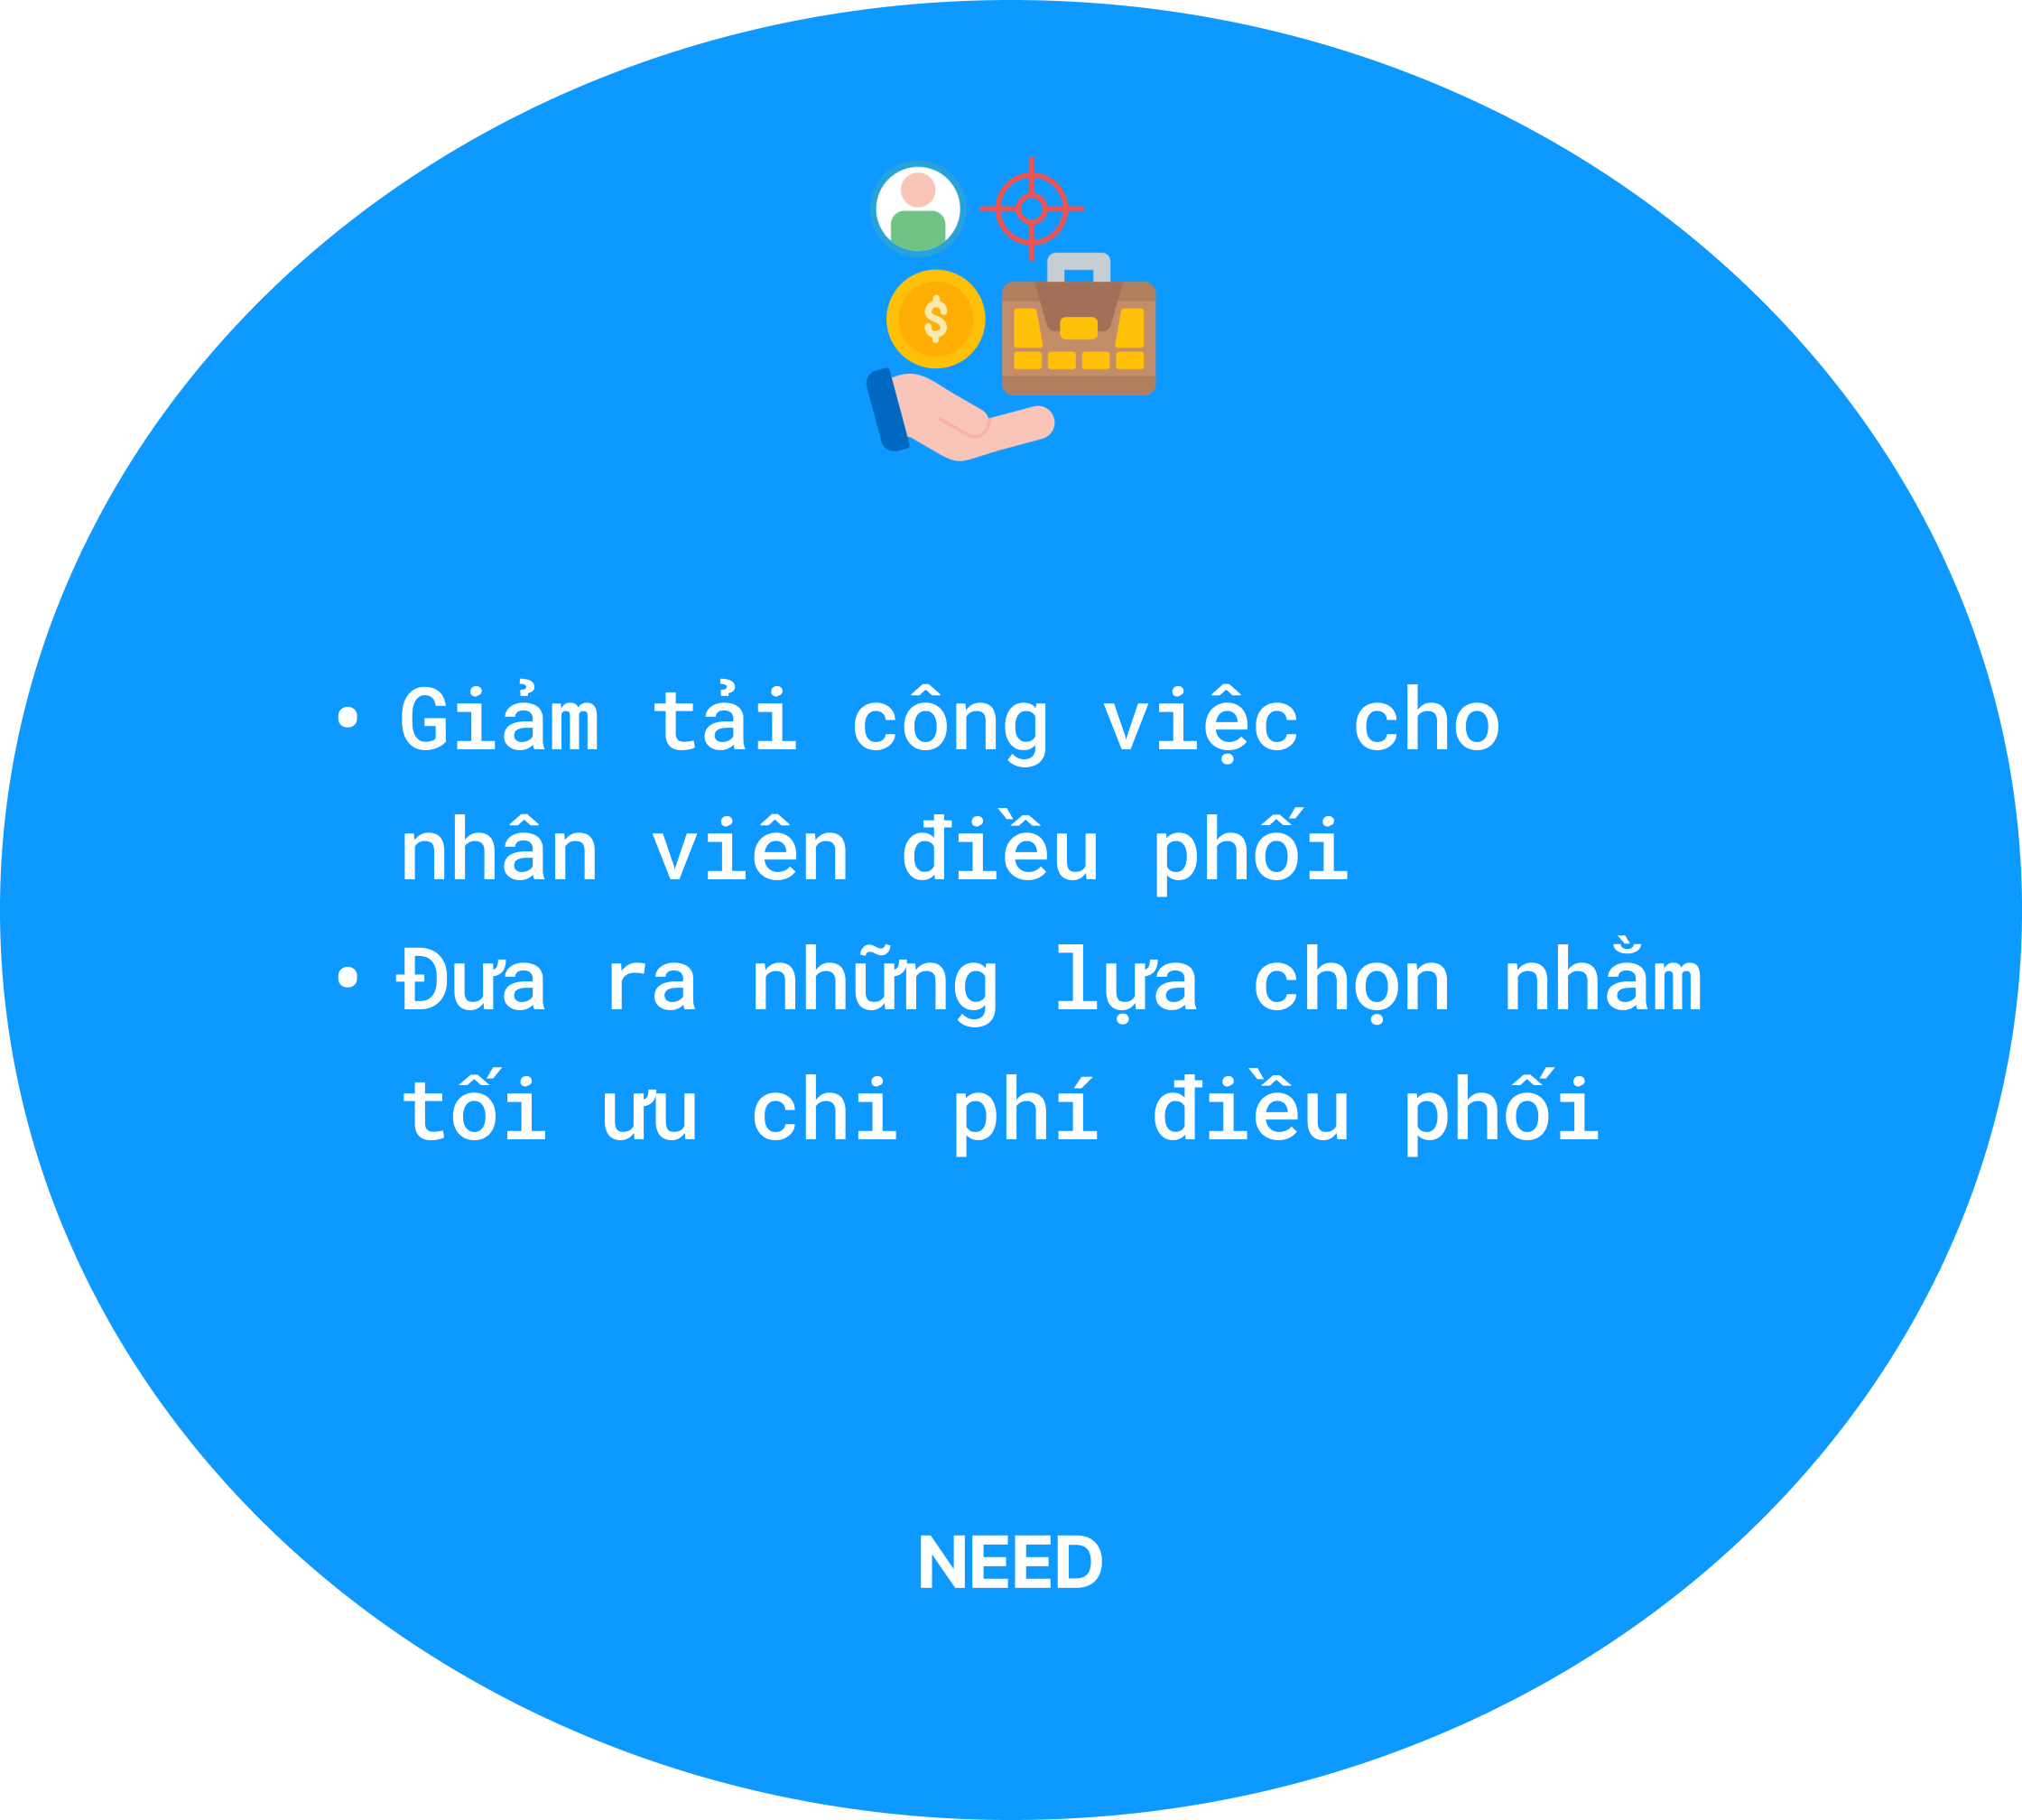 • Giảm tải công việc cho
nhân viên điều phối
• Đưa ra những lựa chọn nhằm
tối ưu chi phí điều phối
NEED